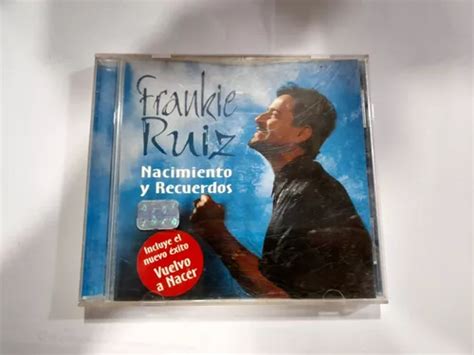 Frankie
Ruiz
Nacimiento
y Recuerdos
Incluye el
nuevo éxito
Vuelvo
a Nacer